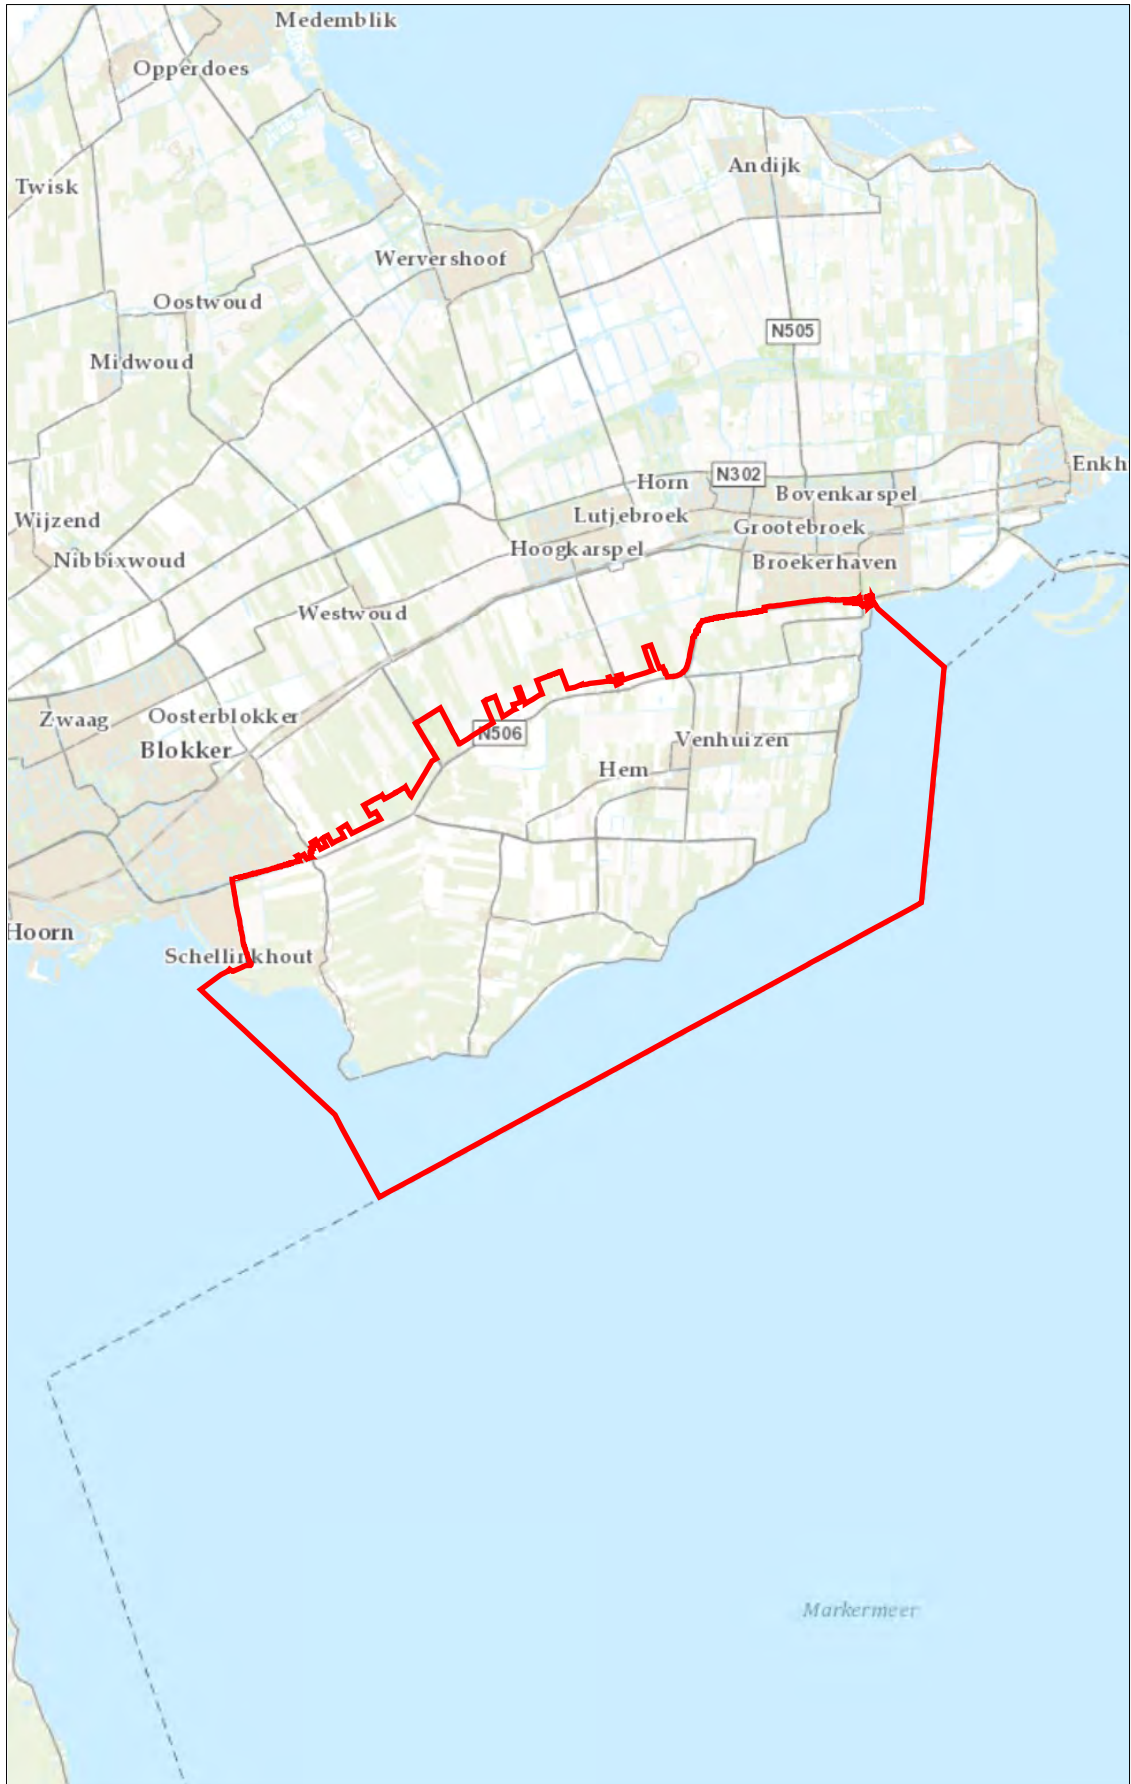 Medemblik
Opperdoes
Andijk
Twisk
Wervershoof
Oostwoud
N505
Midwoud
Enkh
N302
Horn
Bovenkarspel
Lutjebroek
Wijzend
Grootebroek
Hoogkarspel
Nibbixwoud
Broekerhaven
Westwoud
Zwaag
Oosterblokker
N506
Venhuizen
Blokker
Hem
Hoorn
Schellinkhout
Markermeer